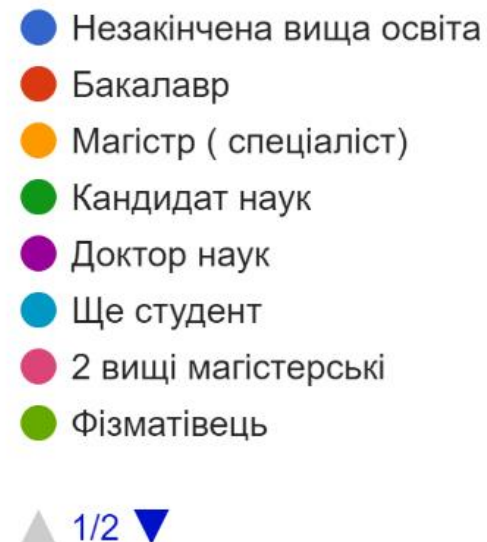 Незакінчена вища освіта
Бакалавр
Магістр ( спеціаліст)
Кандидат наук
Доктор наук
Ще студент
2 вищі магістерські
Фізматівець
1/2